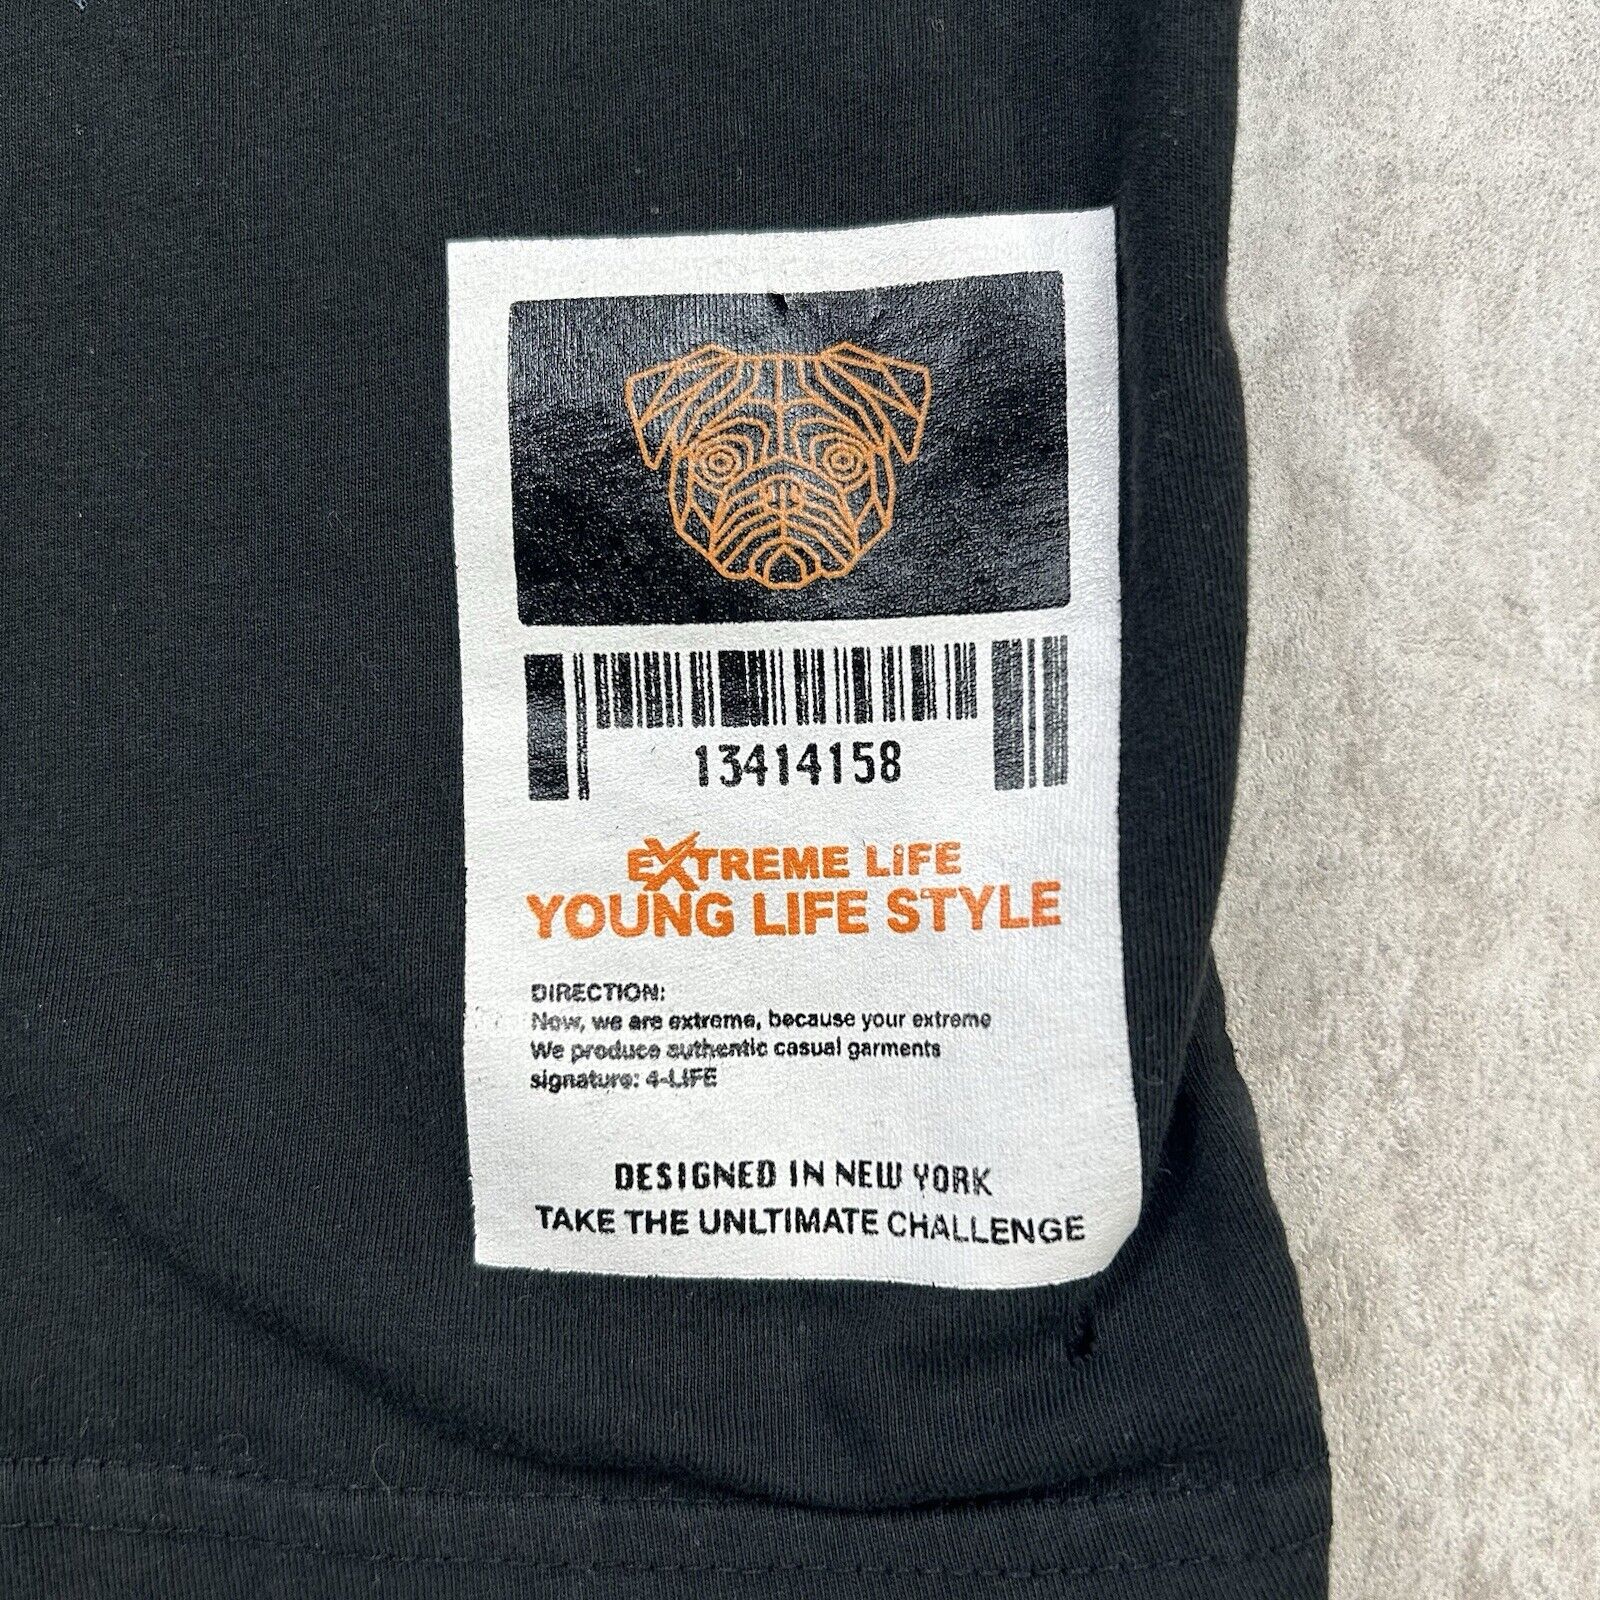 13414158
EXTREME LIFE
YOUNG LIFE STYLE
DIRECTION:
Now, we are extreme, because your extreme
We produce authentic casual garments
signature: 4-LIFE
DESIGNED IN NEW YORK
TAKE THE UNLTIMATE CHALLENGE